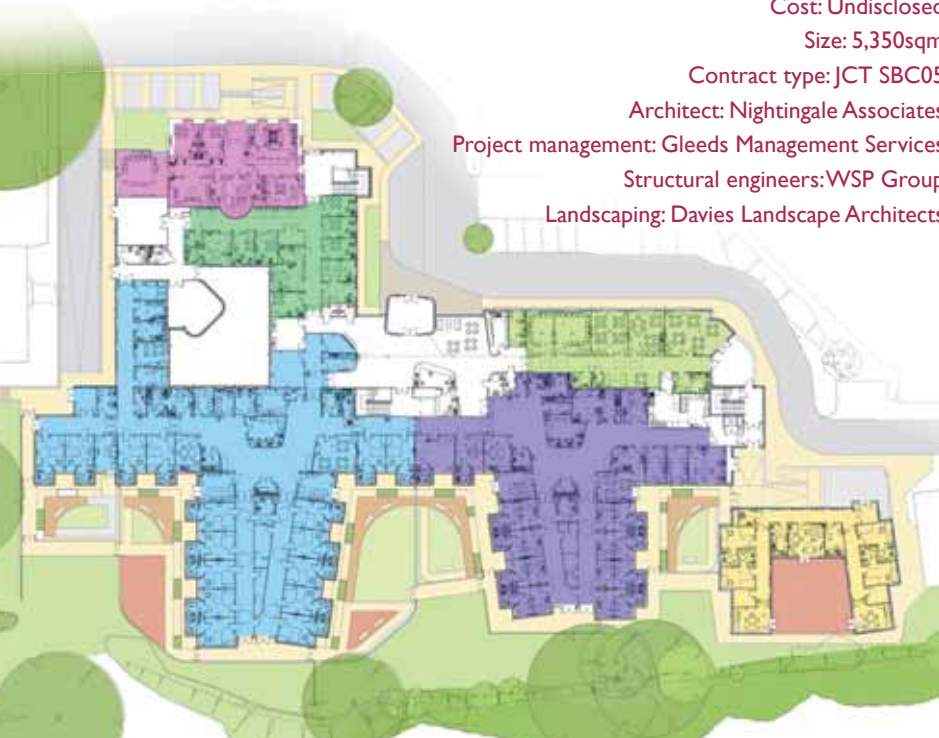 Cost: Undisclosed
Size: 5,350sqm
Contract type: JCT SBC05
Architect: Nightingale Associates
Project management: Gleeds Management Services
Structural engineers:WSP Group
Landscaping: Davies Landscape Architects